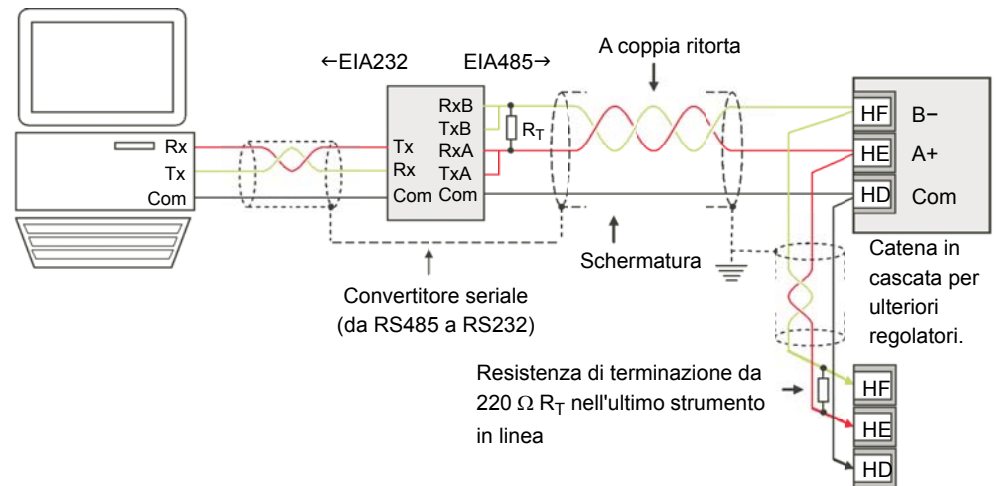 A coppia ritorta
←EIA232
EIA485→
RxB
TxB
RxA
TxA
Com
Tx
Rx
Com
RT
Rx
Tx
Com
HF
B−
HE
A+
HD
Com
Schermatura
Convertitore seriale
(da RS485 a RS232)
Catena in
cascata per
ulteriori
regolatori.
Resistenza di terminazione da
220 Ω RT nell'ultimo strumento
in linea
HF
HE
HD